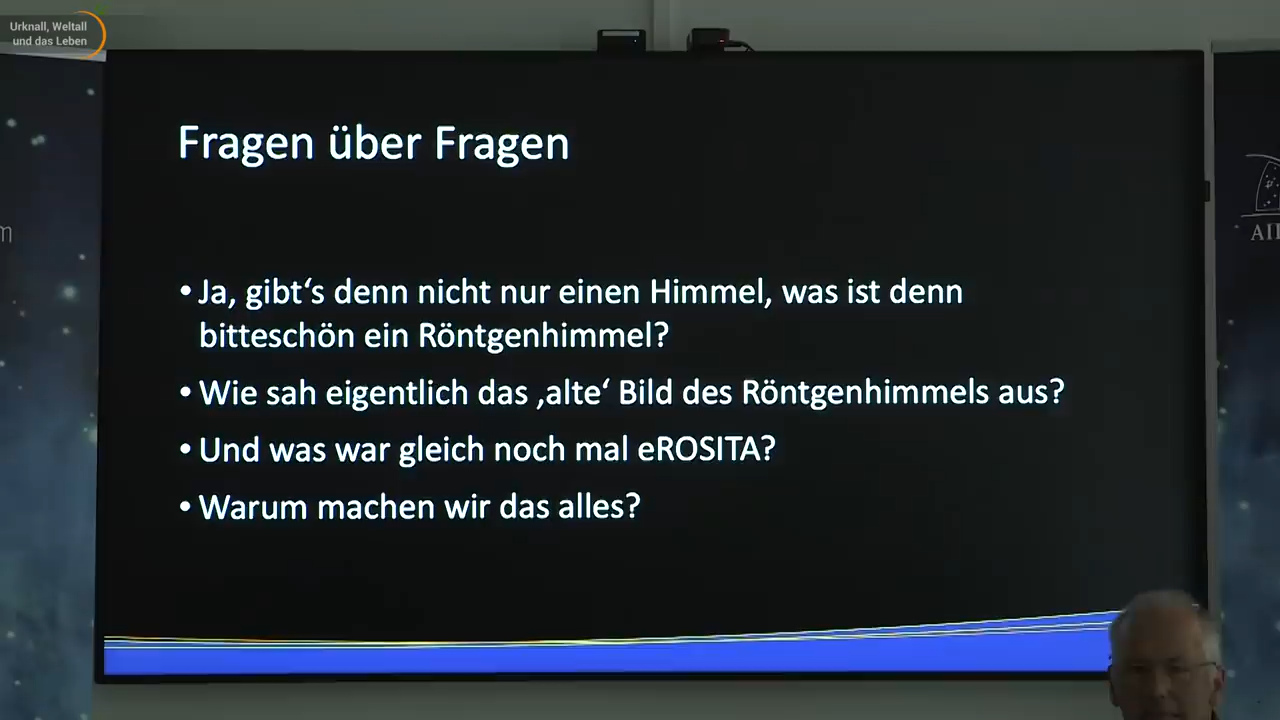 Urknall, Weltall
und das Leben
Fragen über Fragen
• Ja, gibt‘s denn nicht nur einen Himmel, was ist denn
bitteschön ein Röntgenhimmel?
• Wie sah eigentlich das ‚alte‘ Bild des Röntgenhimmels aus?
• Und was war gleich noch mal eROSITA?
• Warum machen wir das alles?